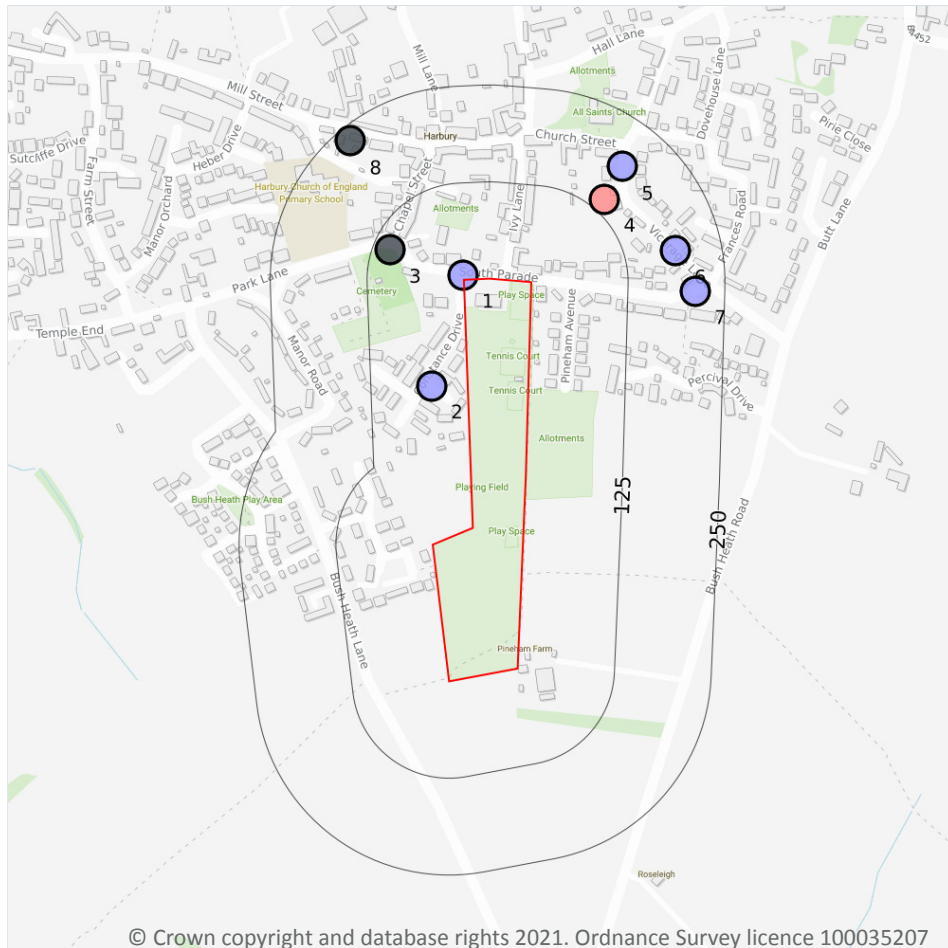 B4452
Hall Lane
Mill Lane
Allotments
Dovehouse Lane
Mill Street
All Saints' Church
Pirie Close
Harbury
Church Street
Heber Drive
Sutcliffe Drive
8
Farm Street
Harbury Church of England
Primary School
5
Chapel Street
Ivy Lane
Manor Orchard
Allotments
4
Frances Road
Butt Lane
3
South Parade
6
Park Lane
Cemetery
1
Play Space
7
Temple End
Pineham Avenue
Manor Road
Tennis Court
Percival Drive
Tennis Court
2
Allotments
Playing Field
Bush Heath Play Area
125
250
Play Space
Bush Heath Road
Bush Heath Lane
Pineham Farm
Roseleigh
© Crown copyright and database rights 2021. Ordnance Survey licence 100035207